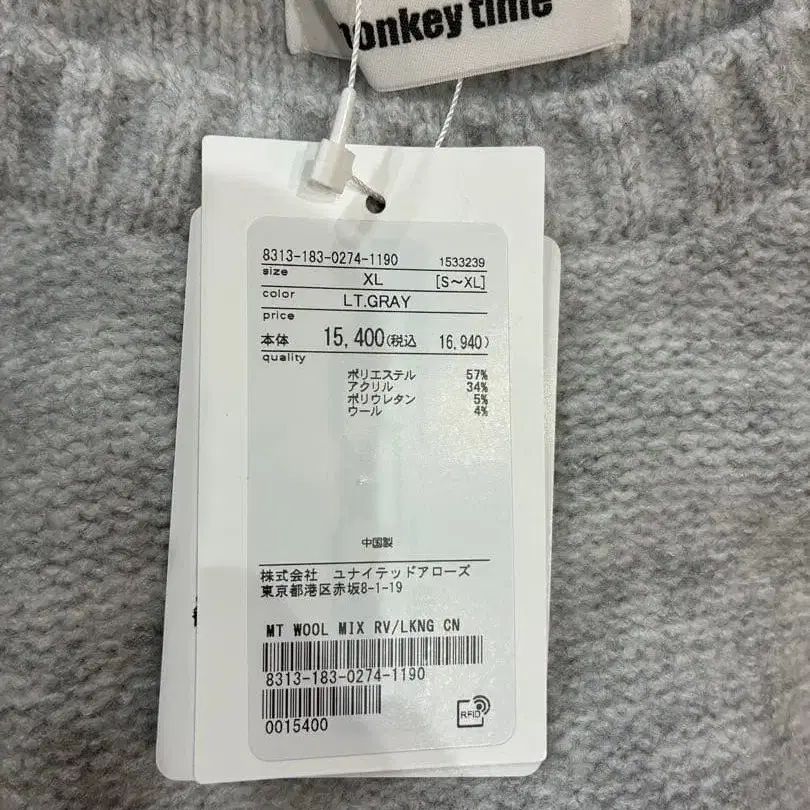 monkey time
8313-183-0274-1190 1533239
size XL [S～XL]
color LT.GRAY
price
本体 15,400(税込 16,940)
quality
ポリエステル 57%
アクリル 34%
ポリウレタン 5%
ウール 4%
中国製
株式会社 ユナイテッドアローズ
東京都港区赤坂8-1-19
MT WOOL MIX RV/LKNG CN
8313-183-0274-1190
0015400
RFID